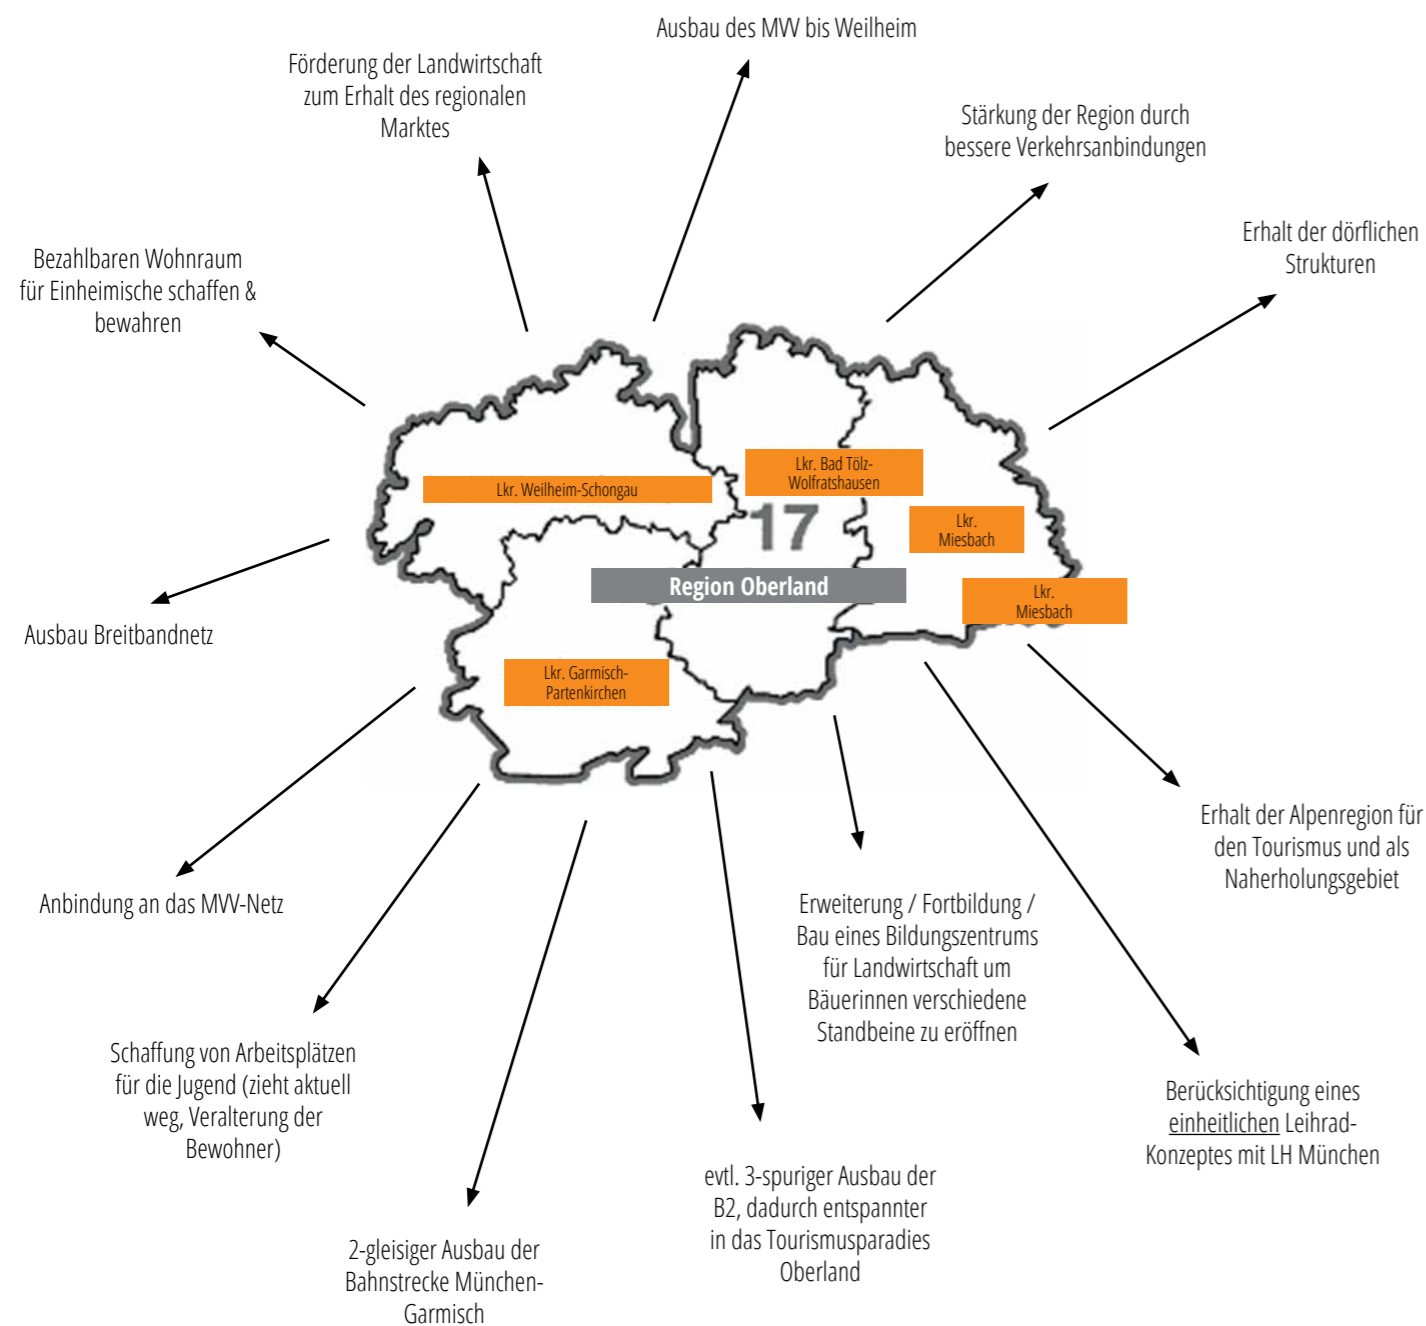 Ausbau des MVV bis Weilheim
Förderung der Landwirtschaft
zum Erhalt des regionalen
Marktes
Stärkung der Region durch
bessere Verkehrsanbindungen
Erhalt der dörflichen
Strukturen
Bezahlbaren Wohnraum
für Einheimische schaffen &
bewahren
Lkr. Weilheim-Schongau
Lkr. Bad Tölz-
Wolfratshausen
17
Lkr.
Miesbach
Region Oberland
Lkr.
Miesbach
Lkr. Garmisch-
Partenkirchen
Ausbau Breitbandnetz
Anbindung an das MVV-Netz
Erhalt der Alpenregion für
den Tourismus und als
Naherholungsgebiet
Erweiterung / Fortbildung /
Bau eines Bildungszentrums
für Landwirtschaft um
Bäuerinnen verschiedene
Standbeine zu eröffnen
Schaffung von Arbeitsplätzen
für die Jugend (zieht aktuell
weg, Veralterung der
Bewohner)
Berücksichtigung eines
einheitlichen Leihrad-
Konzeptes mit LH München
evtl. 3-spuriger Ausbau der
B2, dadurch entspannter
in das Tourismusparadies
Oberland
2-gleisiger Ausbau der
Bahnstrecke München-
Garmisch